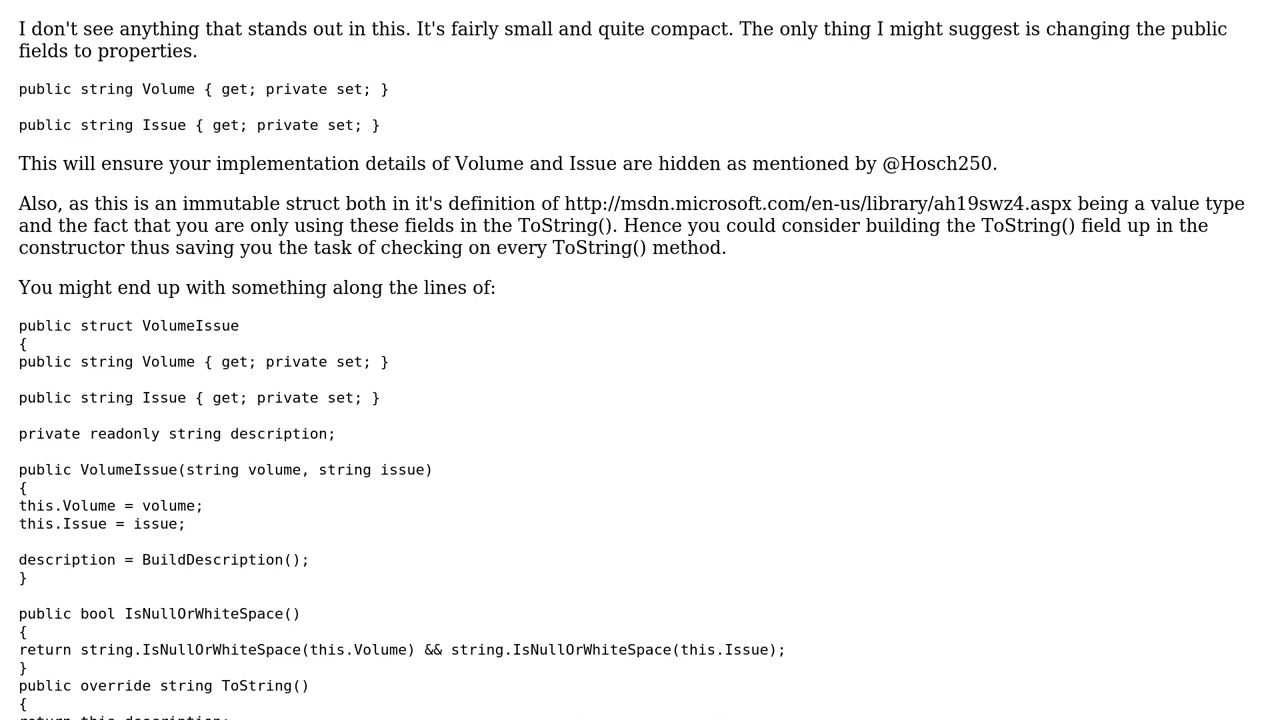 I don't see anything that stands out in this. It's fairly small and quite compact. The only thing I might suggest is changing the public
fields to properties.
public string Volume { get; private set; }
public string Issue { get; private set; }
This will ensure your implementation details of Volume and Issue are hidden as mentioned by @Hosch250.
Also, as this is an immutable struct both in it's definition of http://msdn.microsoft.com/en-us/library/ah19swz4.aspx being a value type
and the fact that you are only using these fields in the ToString(). Hence you could consider building the ToString() field up in the
constructor thus saving you the task of checking on every ToString() method.
You might end up with something along the lines of:
public struct VolumeIssue
{
public string Volume { get; private set; }
public string Issue { get; private set; }
private readonly string description;
public VolumeIssue(string volume, string issue)
{
this.Volume = volume;
this.Issue = issue;
description = BuildDescription();
}
public bool IsNullOrWhiteSpace()
{
return string.IsNullOrWhiteSpace(this.Volume) && string.IsNullOrWhiteSpace(this.Issue);
}
public override string ToString()
{
return this.description;